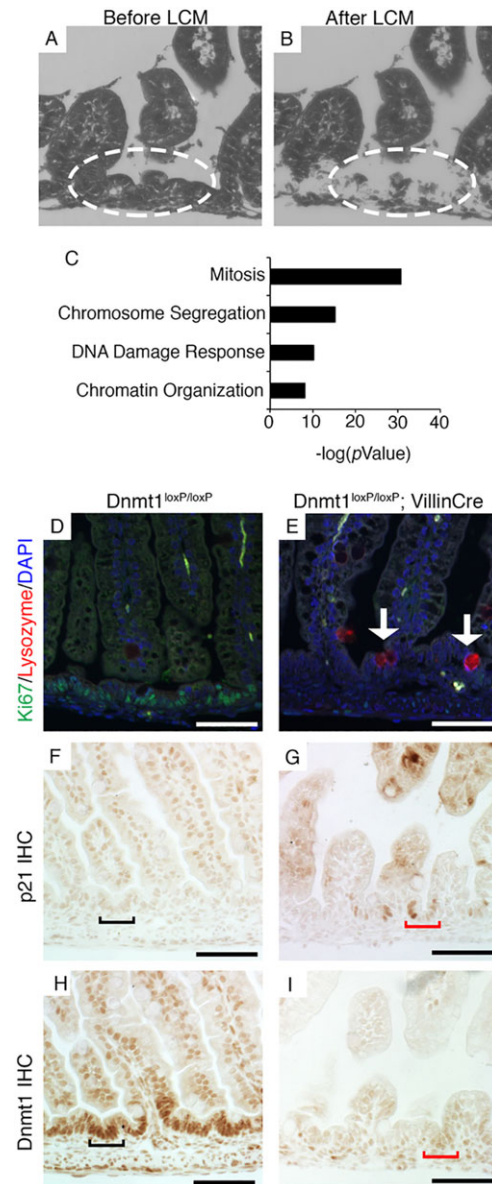 Before LCM
After LCM
A
B
C
Mitosis
Chromosome Segregation
DNA Damage Response
Chromatin Organization
0 10 20 30 40
-log(pValue)
Dnmt1loxP/loxP
Dnmt1loxP/loxP; VillinCre
Ki67/Lysozyme/DAPI
D
E
p21 IHC
F
G
Dnmt1 IHC
H
I